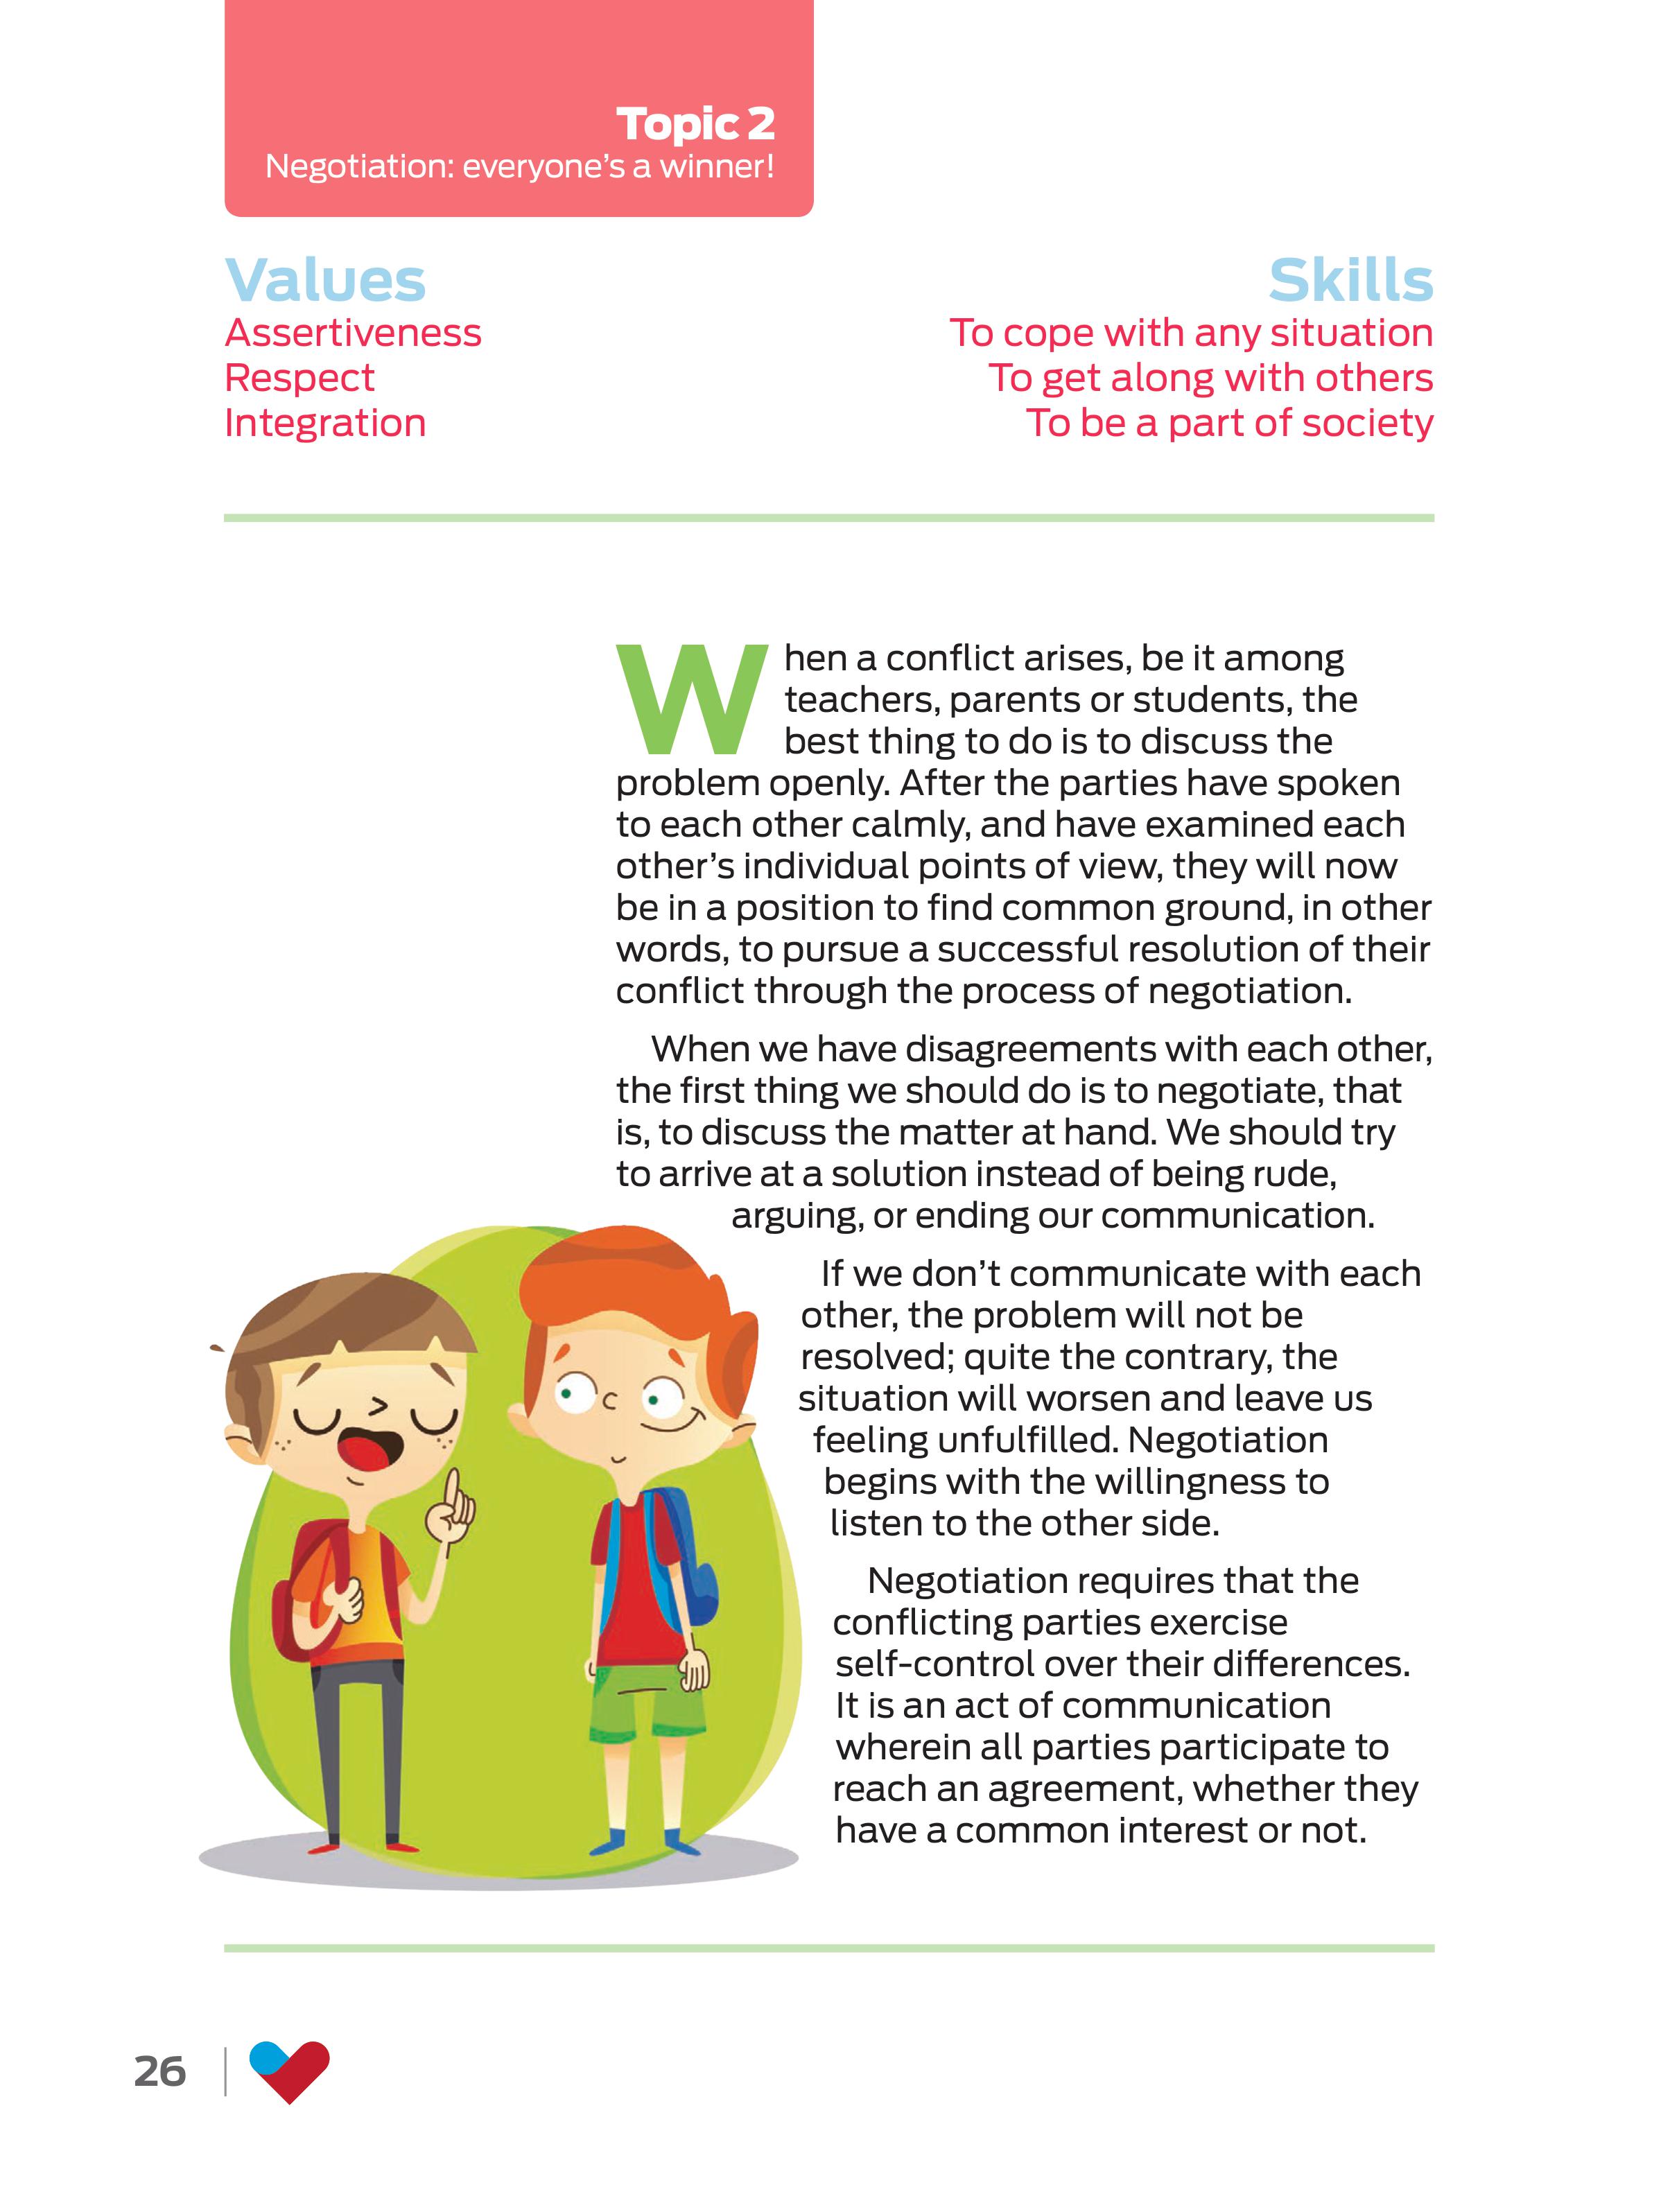 Topic 2
Negotiation: everyone's a winner!
Values
Assertiveness
Respect
Integration
Skills
To cope with any situation
To get along with others
To be a part of society
When a conflict arises, be it among
teachers, parents or students, the
best thing to do is to discuss the
problem openly. After the parties have spoken
to each other calmly, and have examined each
other's individual points of view, they will now
be in a position to find common ground, in other
words, to pursue a successful resolution of their
conflict through the process of negotiation.
When we have disagreements with each other,
the first thing we should do is to negotiate, that
is, to discuss the matter at hand. We should try
to arrive at a solution instead of being rude,
arguing, or ending our communication.
If we don't communicate with each
other, the problem will not be
resolved; quite the contrary, the
situation will worsen and leave us
feeling unfulfilled. Negotiation
begins with the willingness to
listen to the other side.
Negotiation requires that the
conflicting parties exercise
self-control over their differences.
It is an act of communication
wherein all parties participate to
reach an agreement, whether they
have a common interest or not.
26